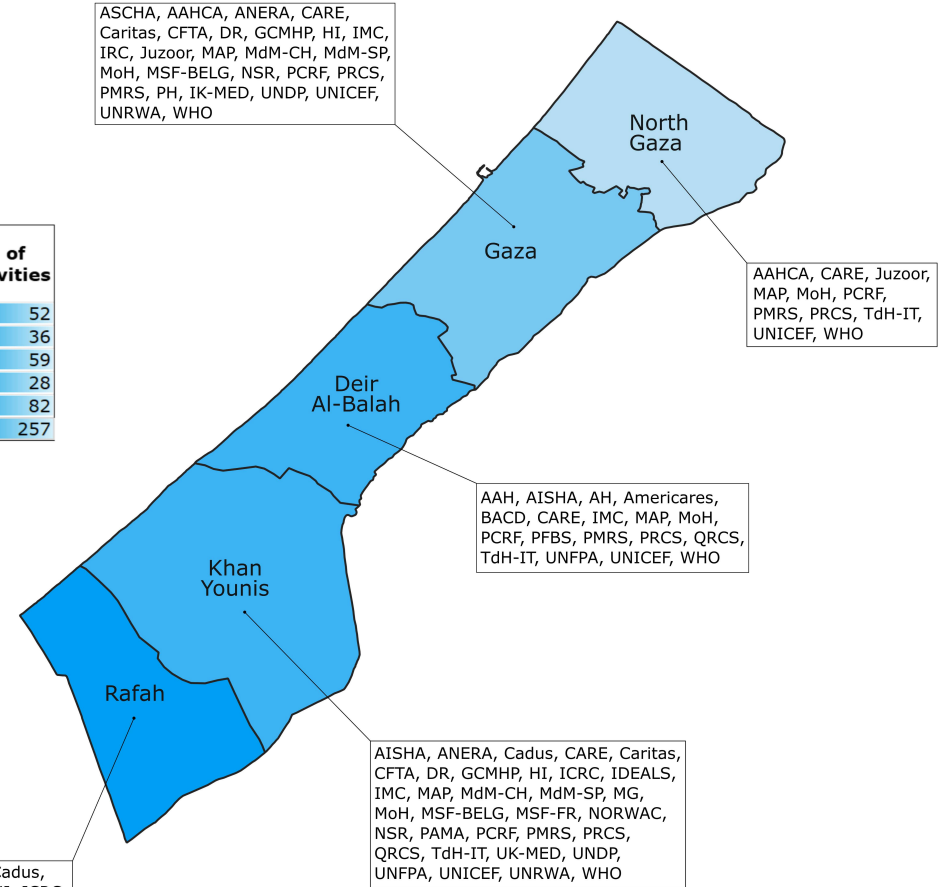 ASCHA, AAHCA, ANERA, CARE,
Caritas, CFTA, DR, GCMHP, HI, IMC,
IRC, Juzoor, MAP, MdM-CH, MdM-SP,
MoH, MSF-BELG, NSR, PCRF, PRCS,
PMRS, PH, IK-MED, UNDP, UNICEF,
UNRWA, WHO
North
Gaza
Gaza
of
vities
52
36
59
28
82
257
AAHCA, CARE, Juzoor,
MAP, MoH, PCRF,
PMRS, PRCS, TdH-IT,
UNICEF, WHO
Deir
Al-Balah
AAH, AISHA, AH, Americares,
BACD, CARE, IMC, MAP, MoH,
PCRF, PFBS, PMRS, PRCS, QRCS,
TdH-IT, UNFPA, UNICEF, WHO
Khan
Younis
Rafah
AISHA, ANERA, Cadus, CARE, Caritas,
CFTA, DR, GCMHP, HI, ICRC, IDEALS,
IMC, MAP, MdM-CH, MdM-SP, MG,
MoH, MSF-BELG, MSF-FR, NORWAC,
NSR, PAMA, PCRF, PMRS, PRCS,
QRCS, TdH-IT, UK-MED, UNDP,
UNFPA, UNICEF, UNRWA, WHO
adus,